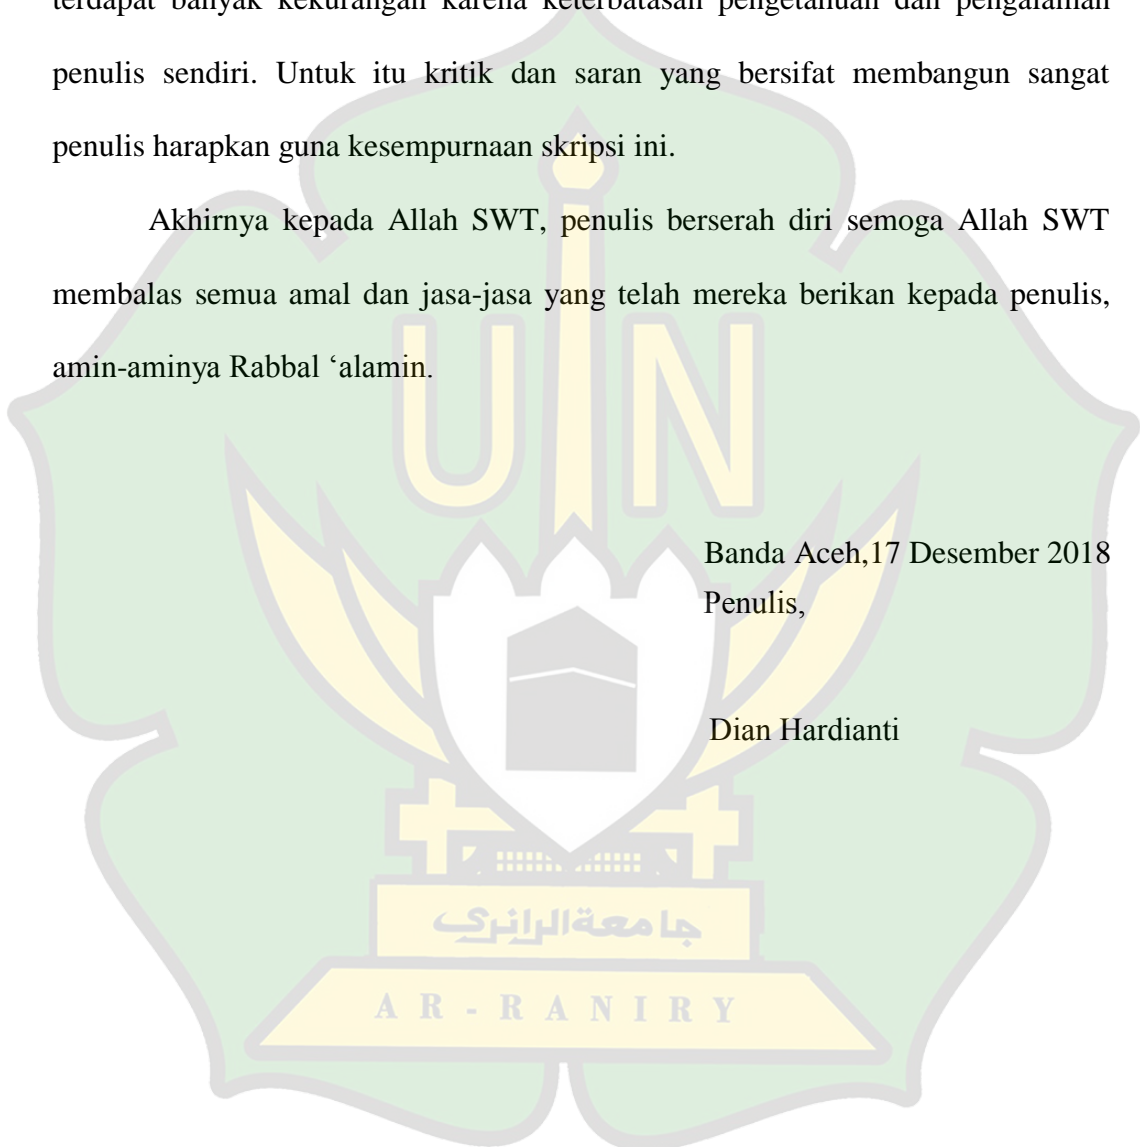 terdapat banyak kekurangan karena keterbatasan pengetahuan dan pengalaman
penulis sendiri. Untuk itu kritik dan saran yang bersifat membangun sangat
penulis harapkan guna kesempurnaan skripsi ini.
Akhirnya kepada Allah SWT, penulis berserah diri semoga Allah SWT
membalas semua amal dan jasa-jasa yang telah mereka berikan kepada penulis,
amin-aminya Rabbal ‘alamin.
UIN
Banda Aceh,17 Desember 2018
Penulis,
Dian Hardianti
جامعة الرانري
AR-RANIRY